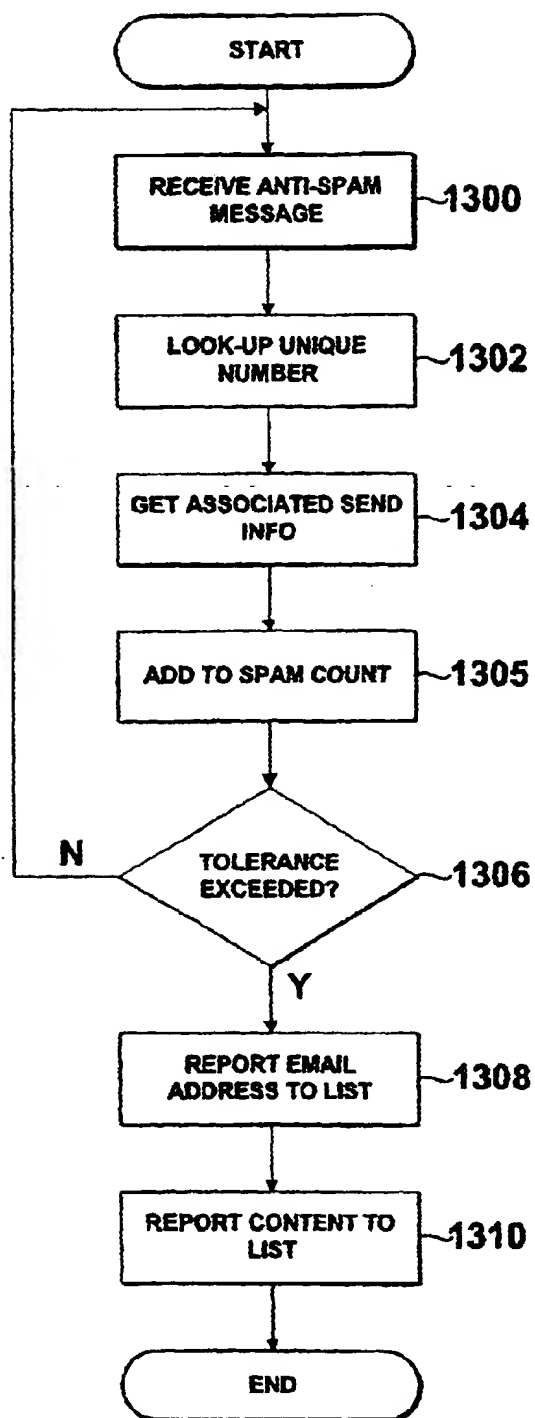 START
RECEIVE ANTI-SPAM
MESSAGE
1300
LOOK-UP UNIQUE
NUMBER
1302
GET ASSOCIATED SEND
INFO
1304
ADD TO SPAM COUNT
1305
N
TOLERANCE
EXCEEDED?
1306
Y
REPORT EMAIL
ADDRESS TO LIST
1308
REPORT CONTENT TO
LIST
1310
END